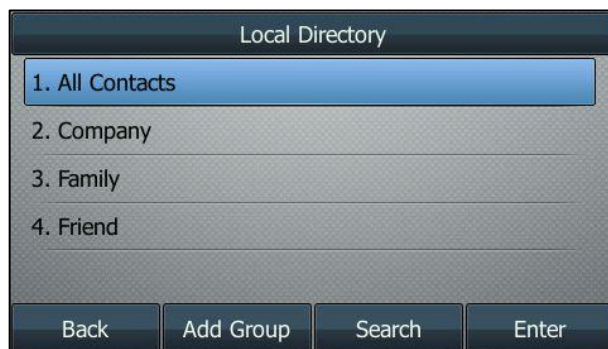 Local Directory
1. All Contacts
2. Company
3. Family
4. Friend
Back Add Group Search Enter